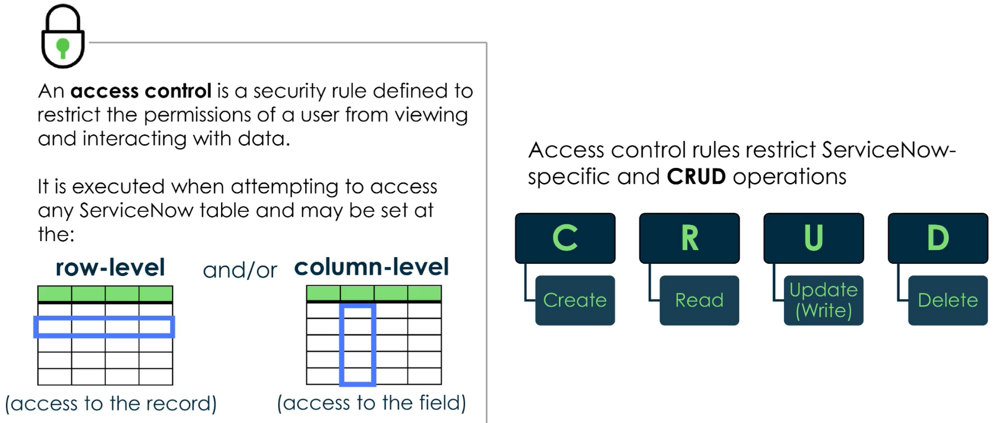 An access control is a security rule defined to
restrict the permissions of a user from viewing
and interacting with data.
It is executed when attempting to access
any ServiceNow table and may be set at
the:
row-level and/or column-level
(access to the record) (access to the field)
Access control rules restrict ServiceNow-
specific and CRUD operations
C R U D
Create Read Update
(Write) Delete